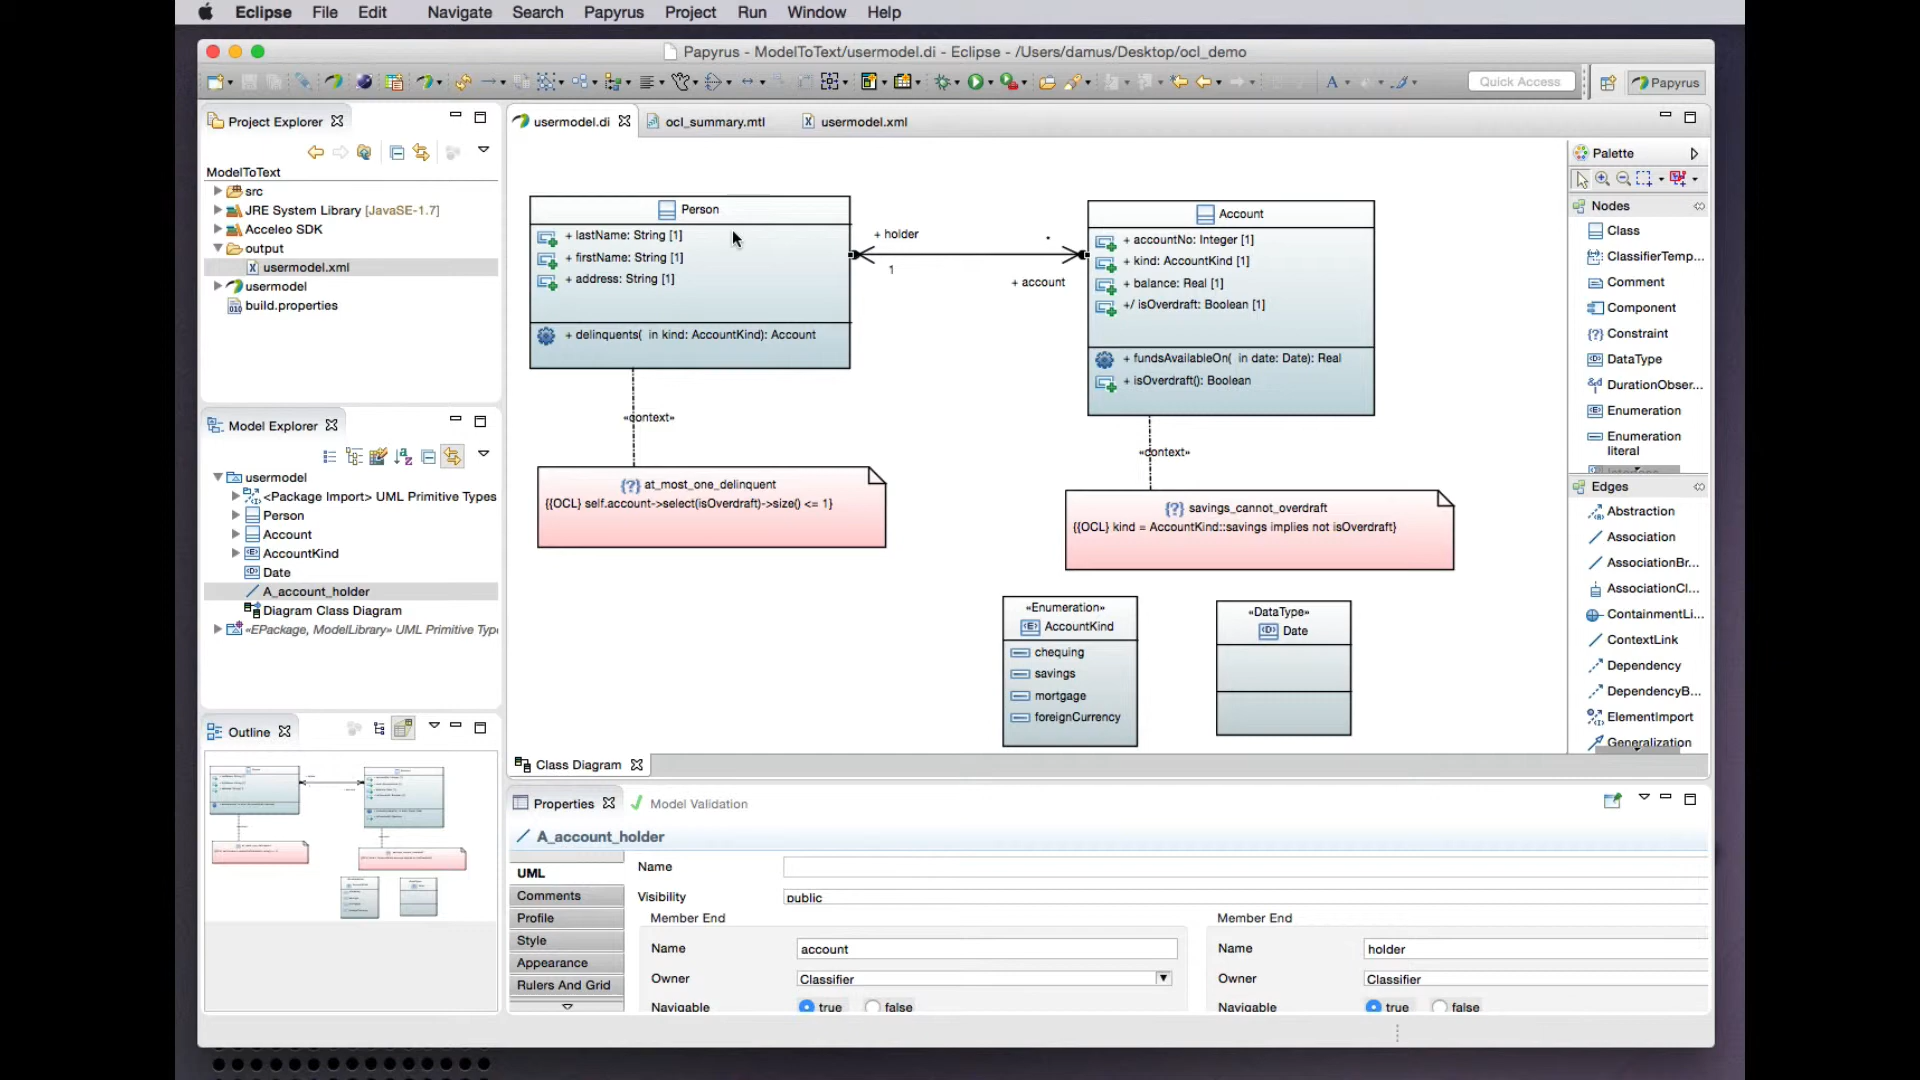 Eclipse File Edit Navigate Search Papyrus Project Run Window Help
Papyrus - ModelToText/usermodel.di - Eclipse - /Users/damus/Desktop/ocl_demo
Quick Access
Papyrus
Project Explorer
ModelToText
src
JRE System Library [JavaSE-1.7]
Acceleo SDK
output
usermodel.xml
usermodel
build.properties
Model Explorer
usermodel
<Package Import> UML Primitive Types
Person
Account
AccountKind
Date
A_account_holder
Diagram Class Diagram
«EPackage, ModelLibrary» UML Primitive Typ
Outline
usermodel.di
ocl_summary.mtl
usermodel.xml
Person
+ lastName: String [1]
+ firstName: String [1]
+ address: String [1]
+ delinquents( in kind: AccountKind): Account
+ holder
1
*
+ account
Account
+ accountNo: Integer [1]
+ kind: AccountKind [1]
+ balance: Real [1]
+/ isOverdraft: Boolean [1]
+ fundsAvailableOn( in date: Date): Real
+ isOverdraft(): Boolean
«context»
«context»
at_most_one_delinquent
{{OCL} self.account->select(isOverdraft)->size() <= 1}
savings_cannot_overdraft
{{OCL} kind = AccountKind::savings implies not isOverdraft}
«Enumeration»
AccountKind
chequing
savings
mortgage
foreignCurrency
«DataType»
Date
Class Diagram
Palette
Nodes
Class
ClassifierTemp...
Comment
Component
Constraint
DataType
DurationObser...
Enumeration
Enumeration
literal
Edges
Abstraction
Association
AssociationBr...
AssociationCl...
ContainmentLi...
ContextLink
Dependency
DependencyB...
ElementImport
Generalization
Properties
Model Validation
A_account_holder
UML
Comments
Profile
Style
Appearance
Rulers And Grid
Name
Visibility public
Member End
Name account
Owner Classifier
Navigable true false
Member End
Name holder
Owner Classifier
Navigable true false